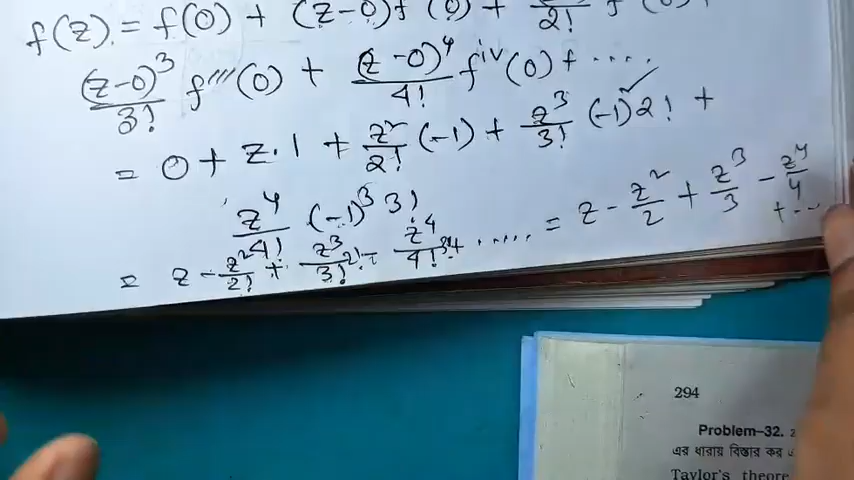 f(z) = f(0) + (z-0)f'(0) +
(z-0)³/3! f'''(0) + (z-0)⁴/4! f^iv(0) + ....
= 0 + z.1 + z²/2! (-1) + z³/3! (-1)2! +
z⁴/4! (-1)³ 3!
= z - z²/2! + z³/3! 2! - z⁴/4! 3! + ..... = z - z²/2 + z³/3 - z⁴/4 + ...
294
Problem-32.
এর ধারায় বিস্তার কর
Taylor's theore